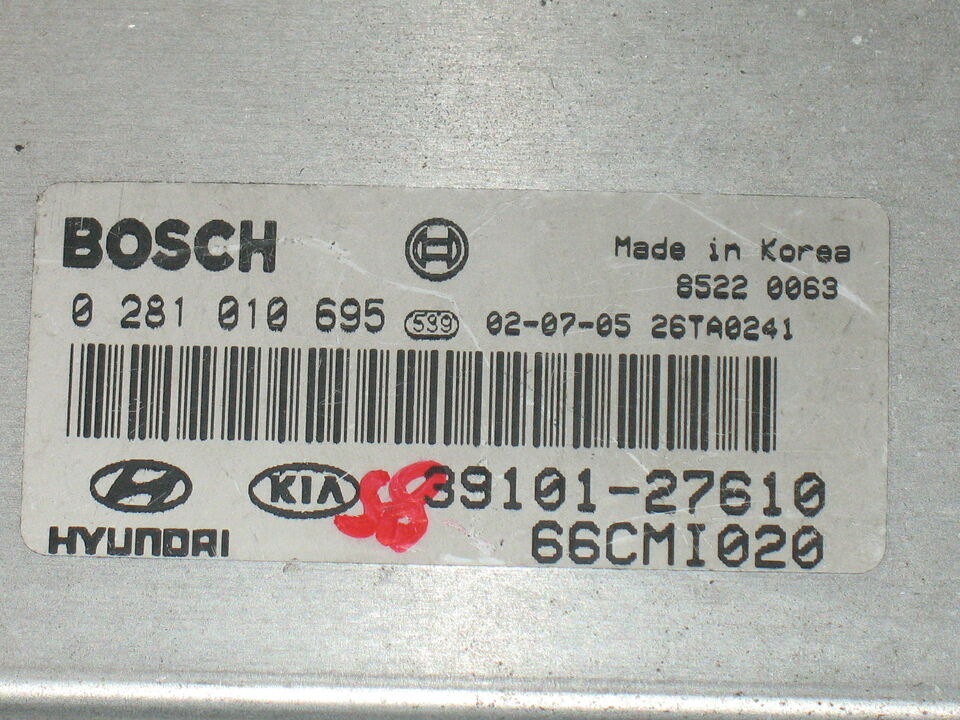 BOSCH
Made in Korea
8522 0063
0 281 010 695 539 02-07-05 26TA0241
KIA 39101-27610
HYUNDAI 66CMI020